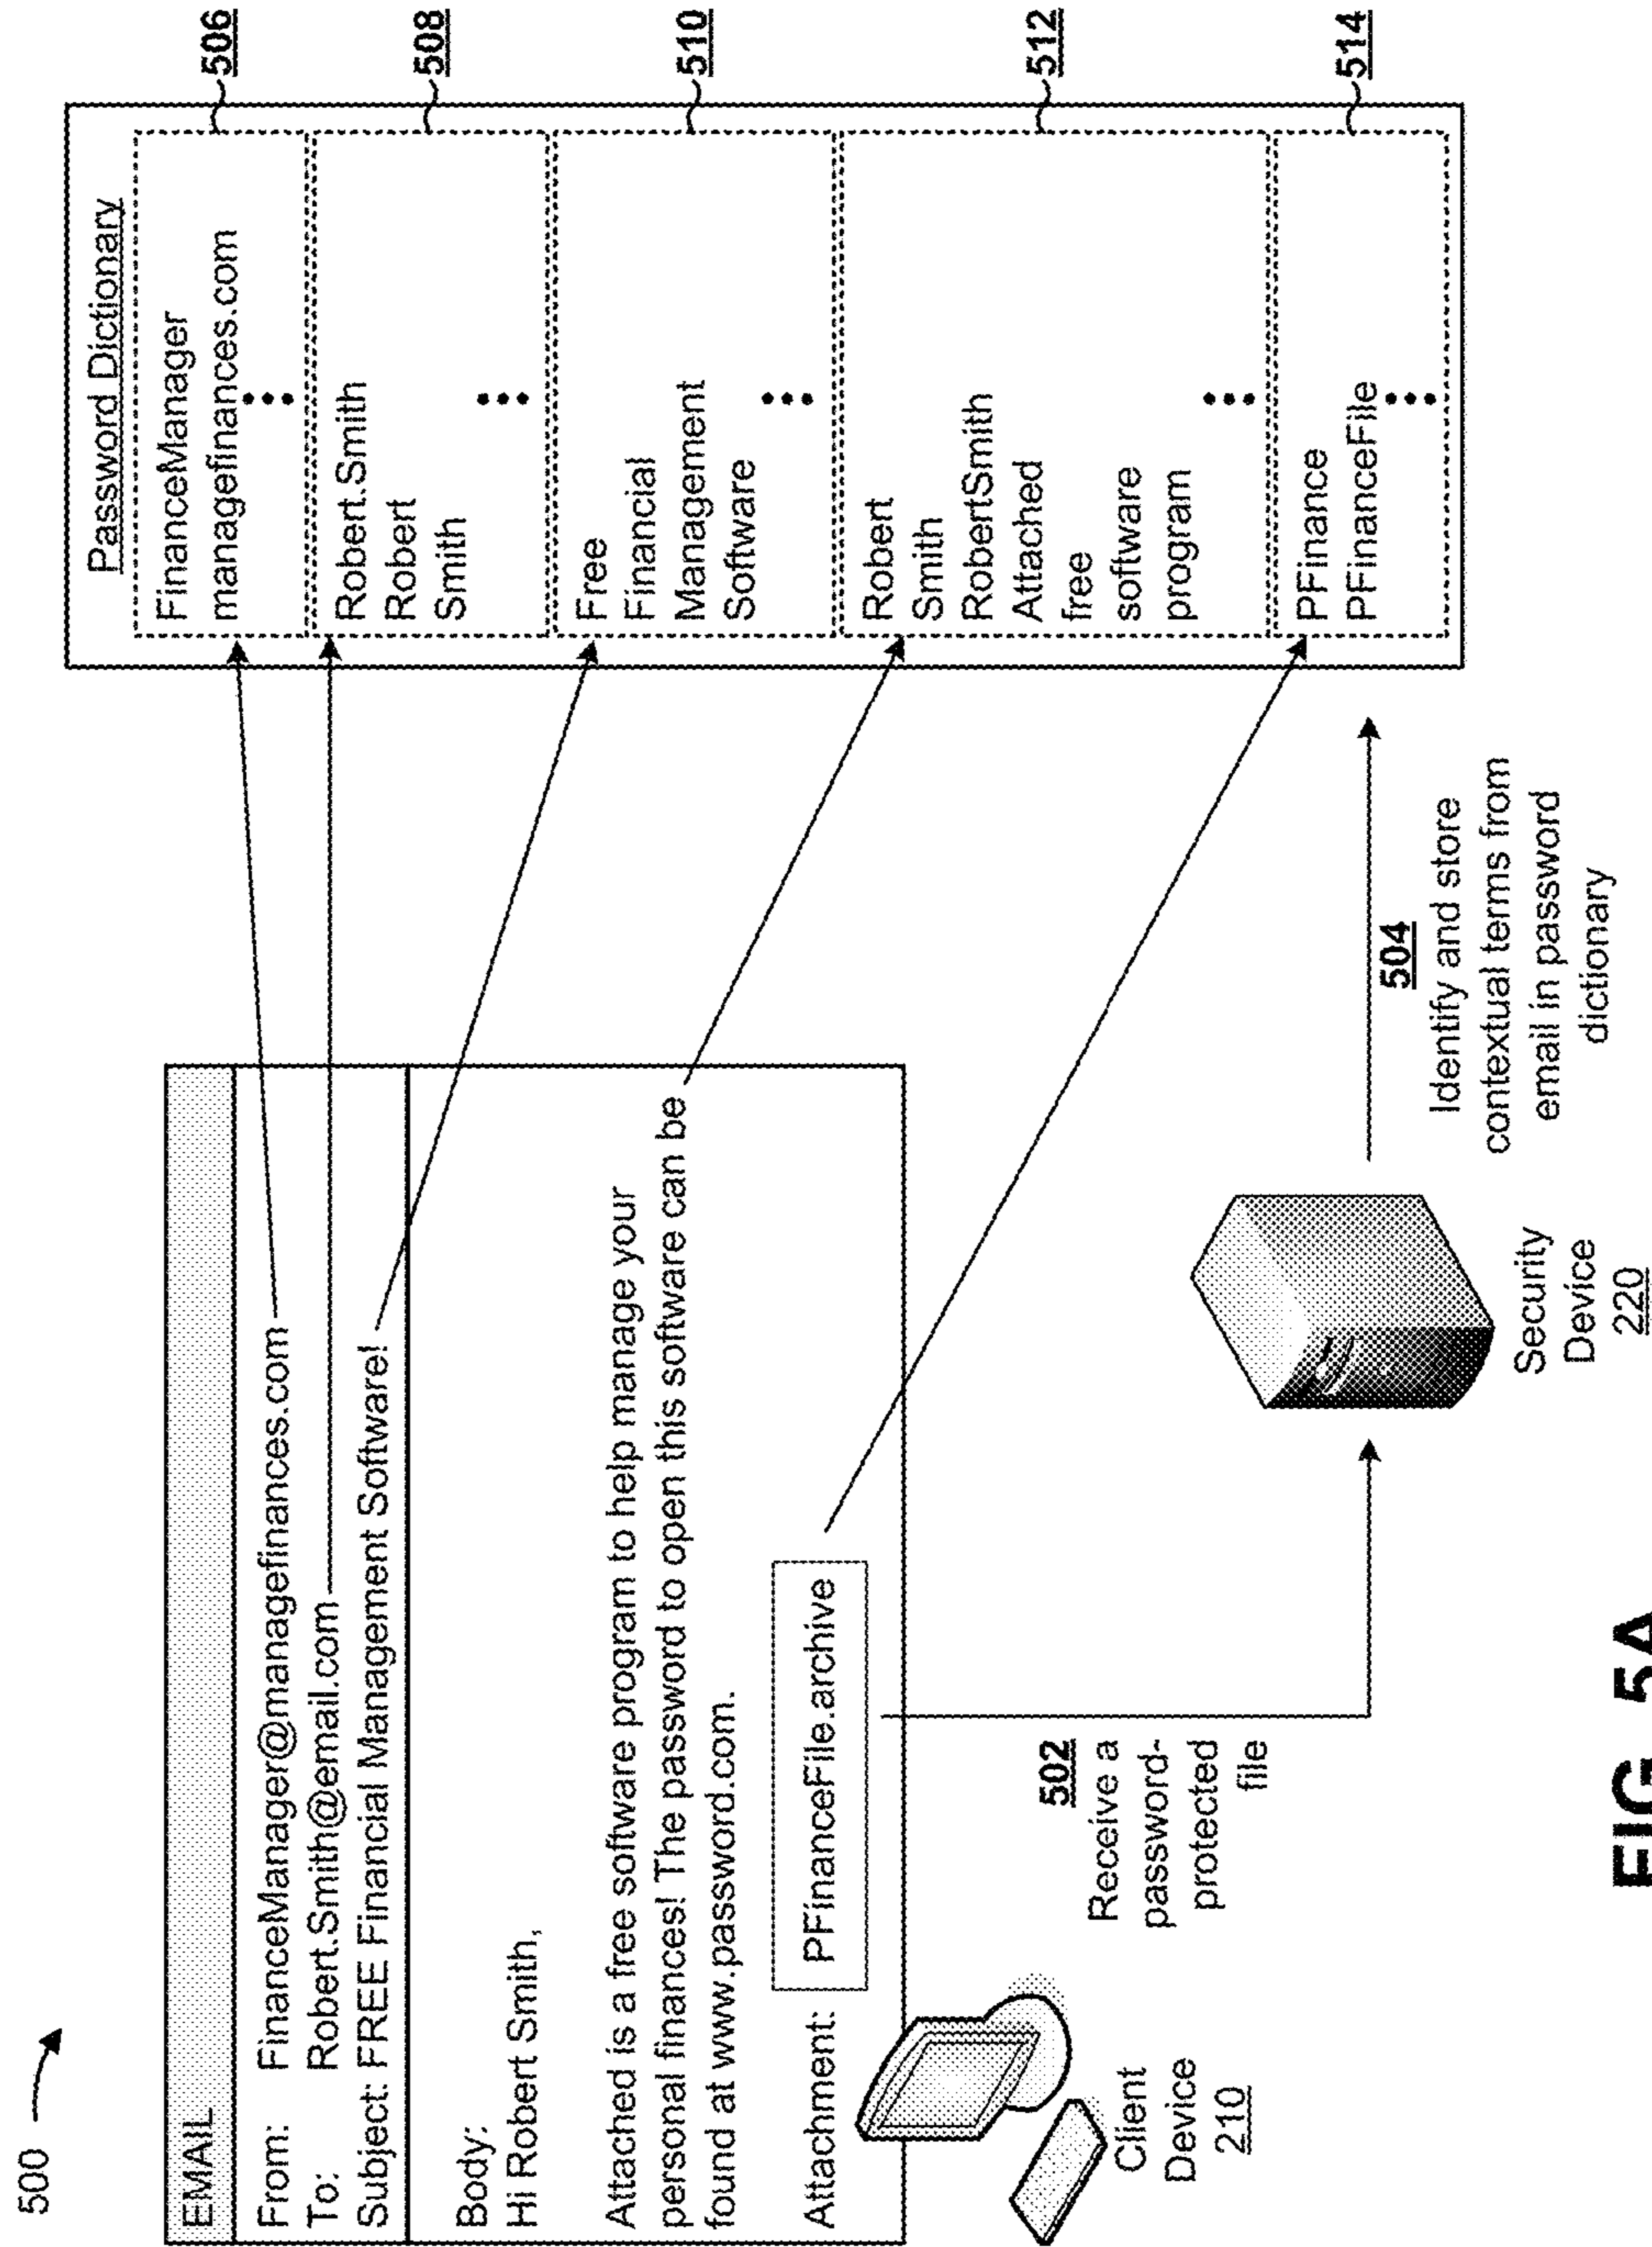 500
EMAIL
From: FinanceManager@managefinances.com
To: Robert.Smith@email.com
Subject: FREE Financial Management Software!
Body:
Hi Robert Smith,
Attached is a free software program to help manage your
personal finances! The password to open this software can be
found at www.password.com.
Attachment: PFinanceFile.archive
Client
Device
210
502
Receive a
password-
protected
file
Security
Device
220
504
Identify and store
contextual terms from
email in password
dictionary
Password Dictionary
FinanceManager
managefinances.com
506
Robert.Smith
Robert
Smith
508
Free
Financial
Management
Software
510
Robert
Smith
RobertSmith
Attached
free
software
program
512
PFinance
PFinanceFile
514
FIG. 5A